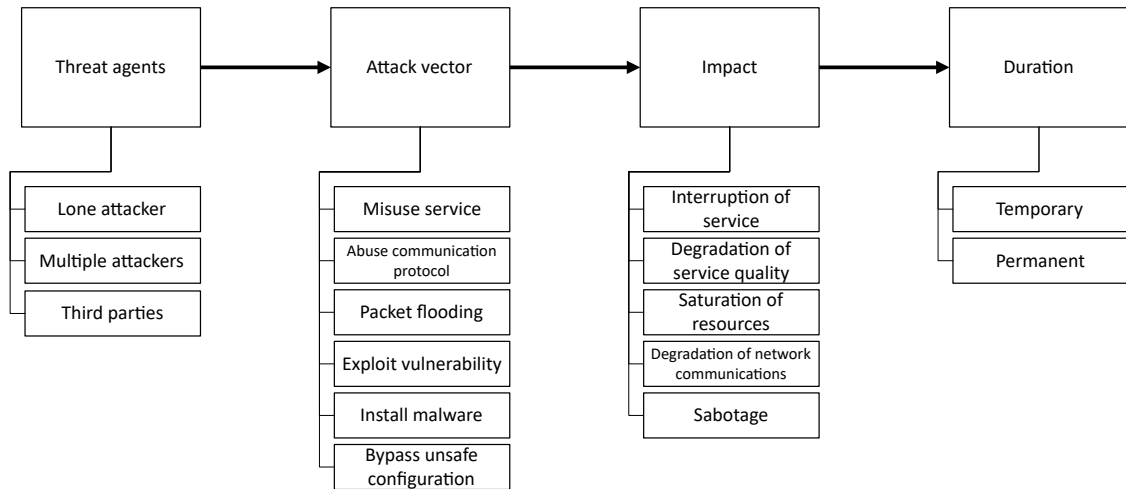 Threat agents
Attack vector
Impact
Duration
Lone attacker
Multiple attackers
Third parties
Misuse service
Abuse communication
protocol
Packet flooding
Exploit vulnerability
Install malware
Bypass unsafe
configuration
Interruption of
service
Degradation of
service quality
Saturation of
resources
Degradation of network
communications
Sabotage
Temporary
Permanent